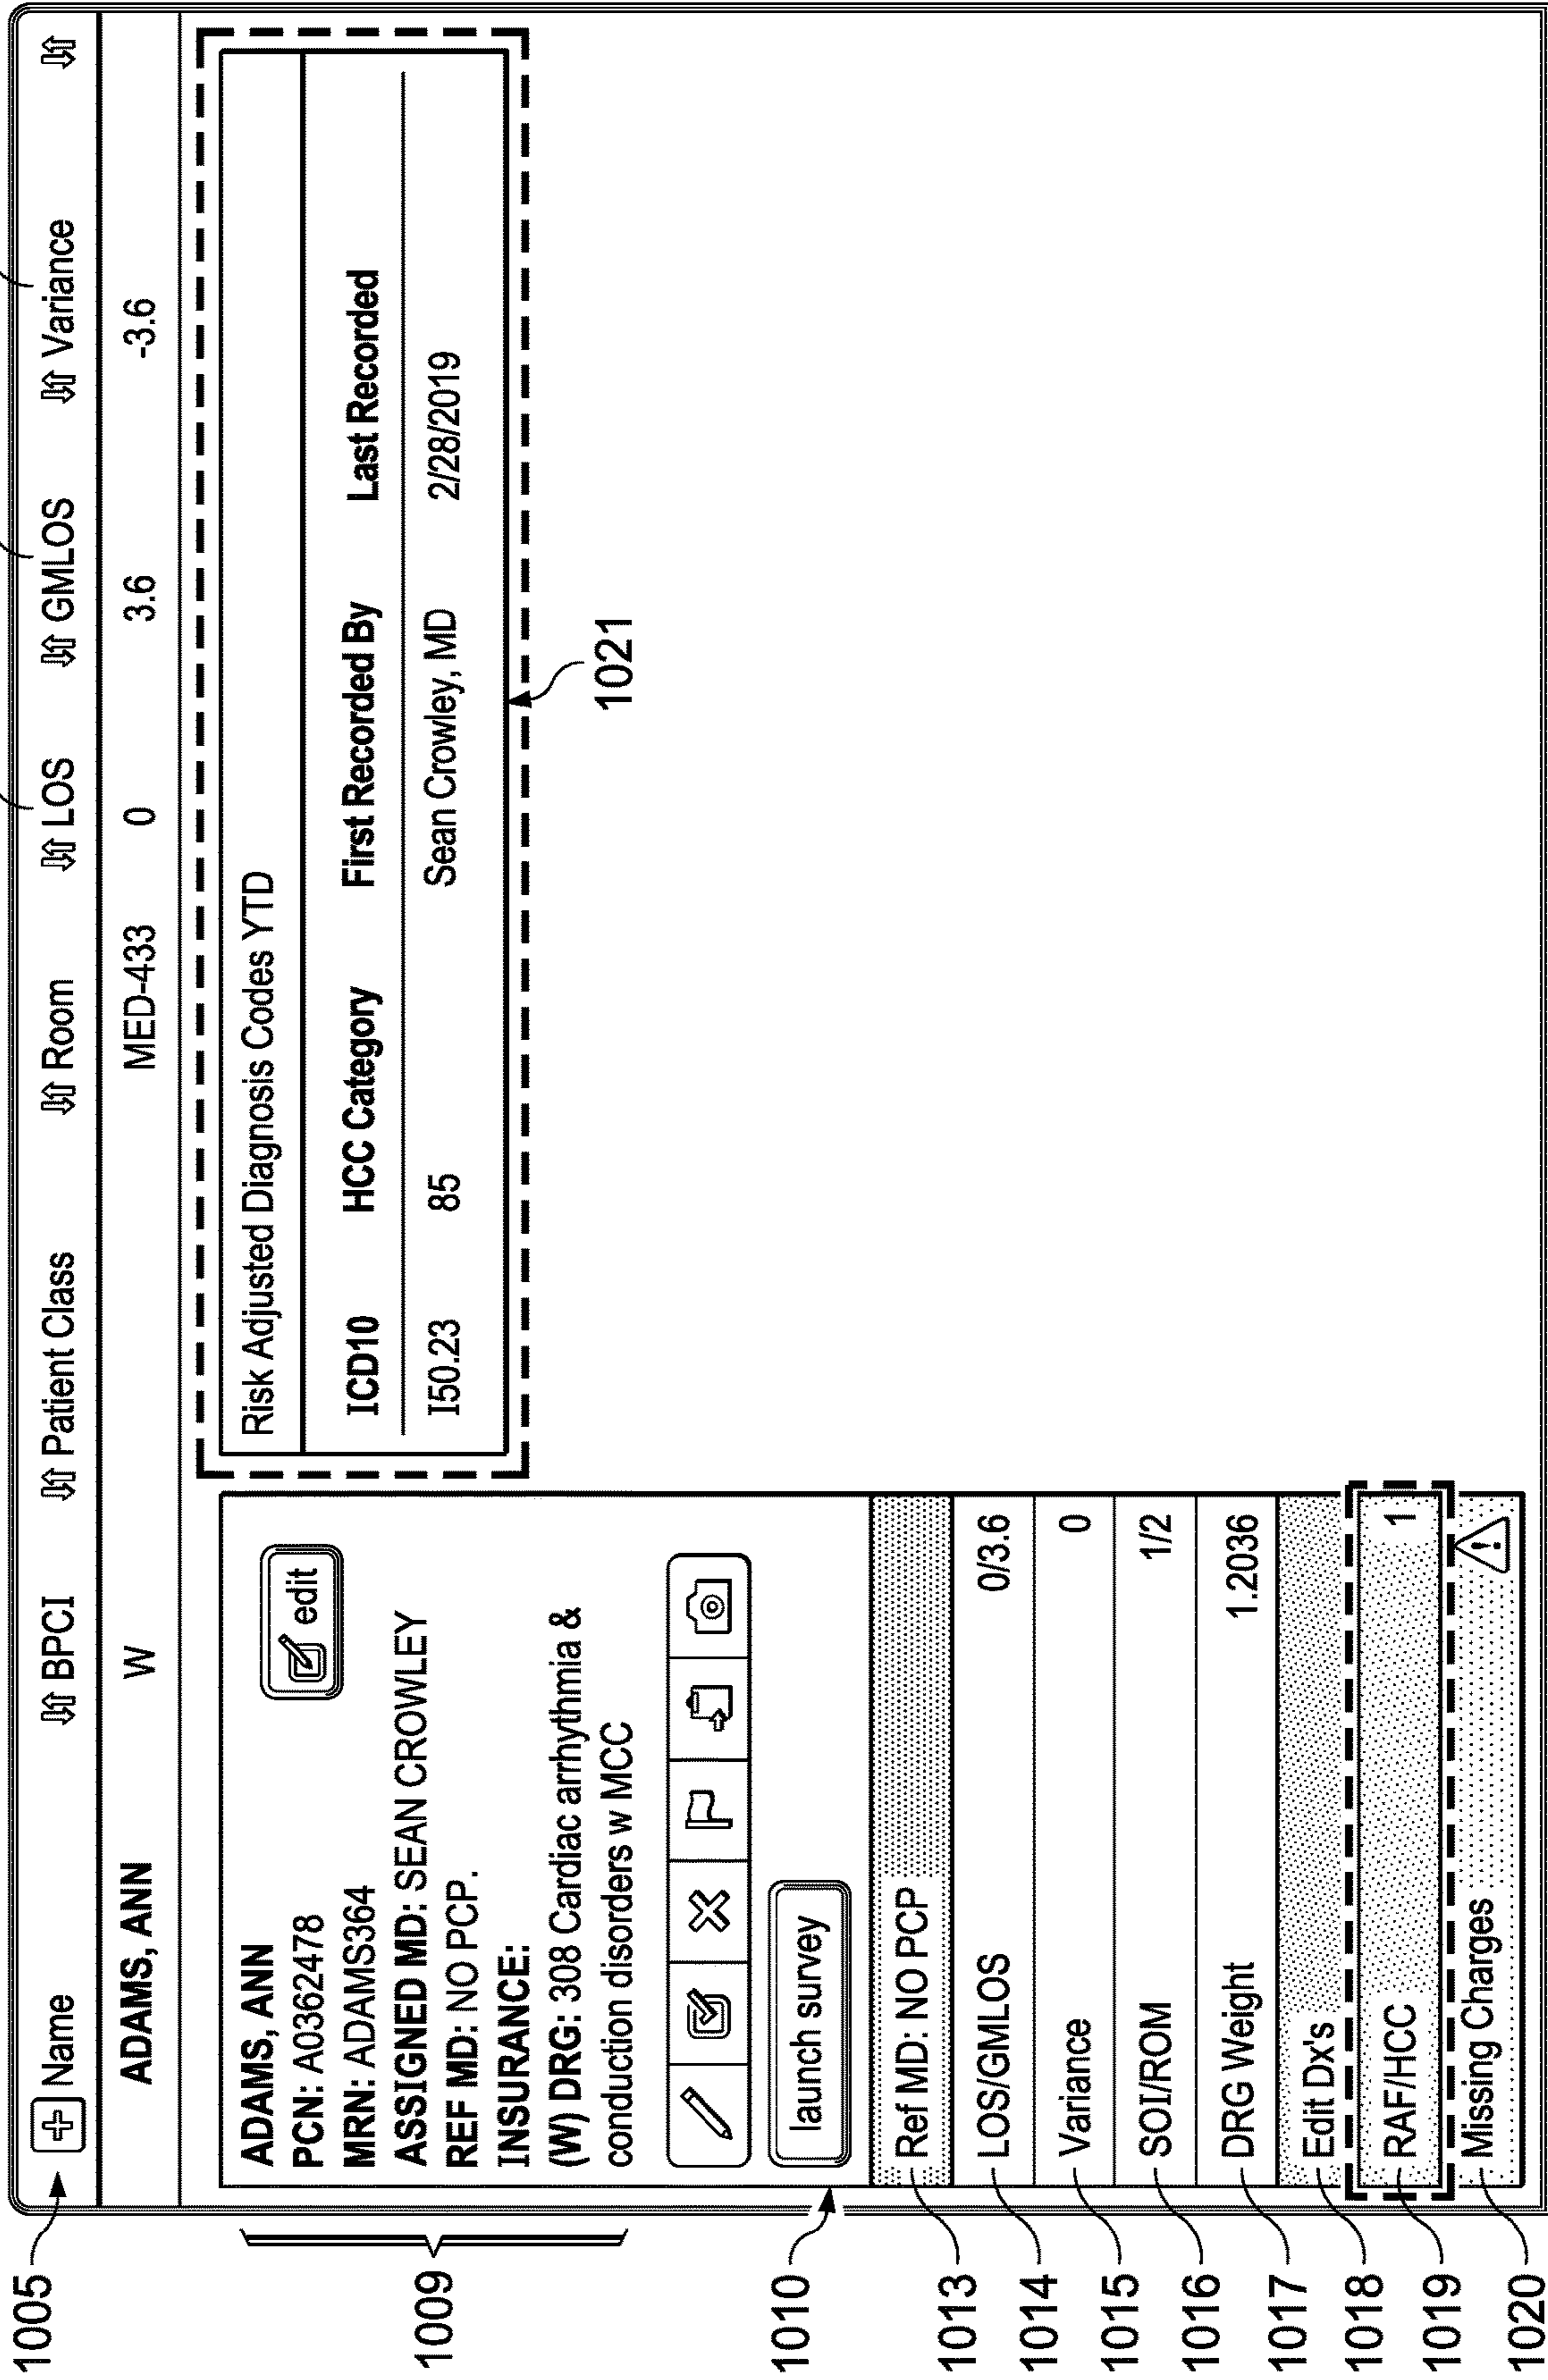 Name BPCI Patient Class Room LOS GMLOS Variance
ADAMS, ANN W MED-433 0 3.6 -3.6
ADAMS, ANN
edit
PCN: A0362478
MRN: ADAMS364
ASSIGNED MD: SEAN CROWLEY
REF MD: NO PCP.
INSURANCE:
(W) DRG: 308 Cardiac arrhythmia &
conduction disorders w MCC
launch survey
Ref MD: NO PCP
LOS/GMLOS 0/3.6
Variance 0
SOI/ROM 1/2
DRG Weight 1.2036
Edit Dx's
RAF/HCC 1
Missing Charges
Risk Adjusted Diagnosis Codes YTD
ICD10 HCC Category First Recorded By Last Recorded
I50.23 85 Sean Crowley, MD 2/28/2019
1021
1005
1009
1010
1013
1014
1015
1016
1017
1018
1019
1020